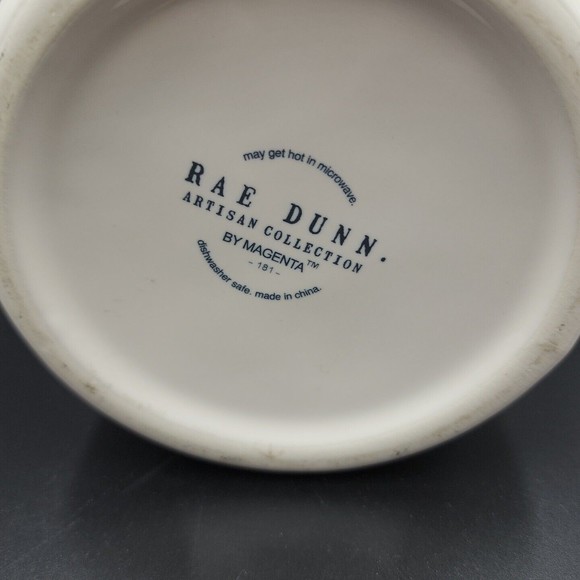 may get hot in microwave.
RAE DUNN.
ARTISAN COLLECTION
BY MAGENTA™
- 181 -
dishwasher safe. made in china.